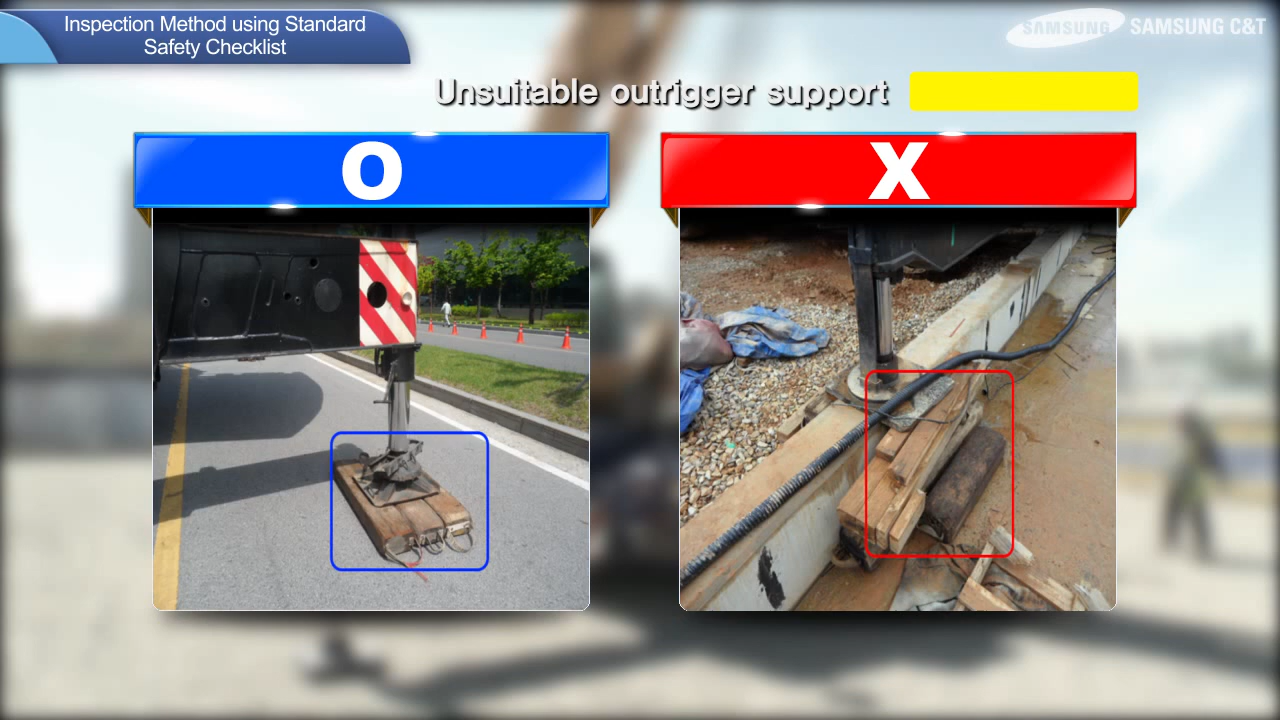 Inspection Method using Standard
Safety Checklist
SAMSUNG SAMSUNG C&T
Unsuitable outrigger support
O
X